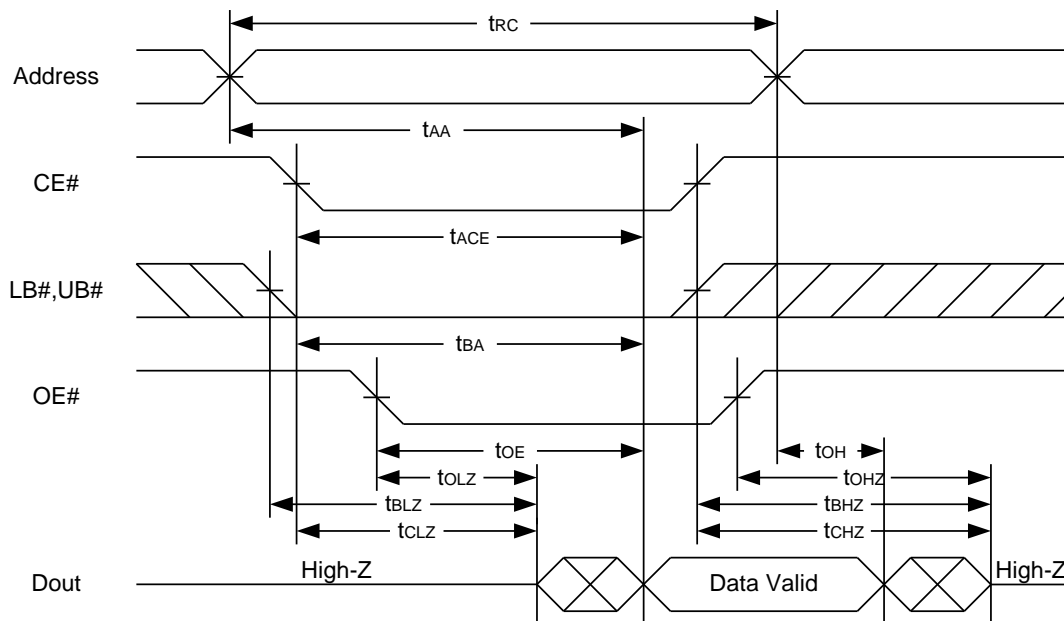 tRC
Address
tAA
CE#
tACE
LB#,UB#
tBA
OE#
tOE
tOH
tOLZ
tOHZ
tBLZ
tBHZ
tCLZ
tCHZ
High-Z
Dout
Data Valid
High-Z